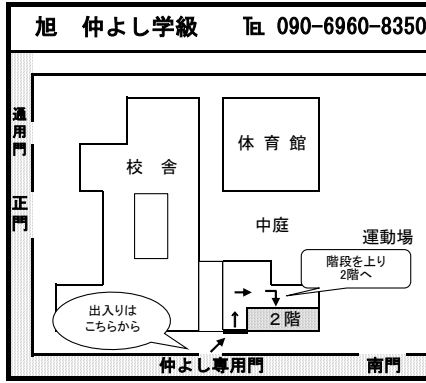 旭　仲よし学級　℡ 090-6960-8350
通用門
体 育 館
校 舎
正門
中庭
運動場
階段を上り
2階へ
出入りは
こちらから
２階
仲よし専用門
南門